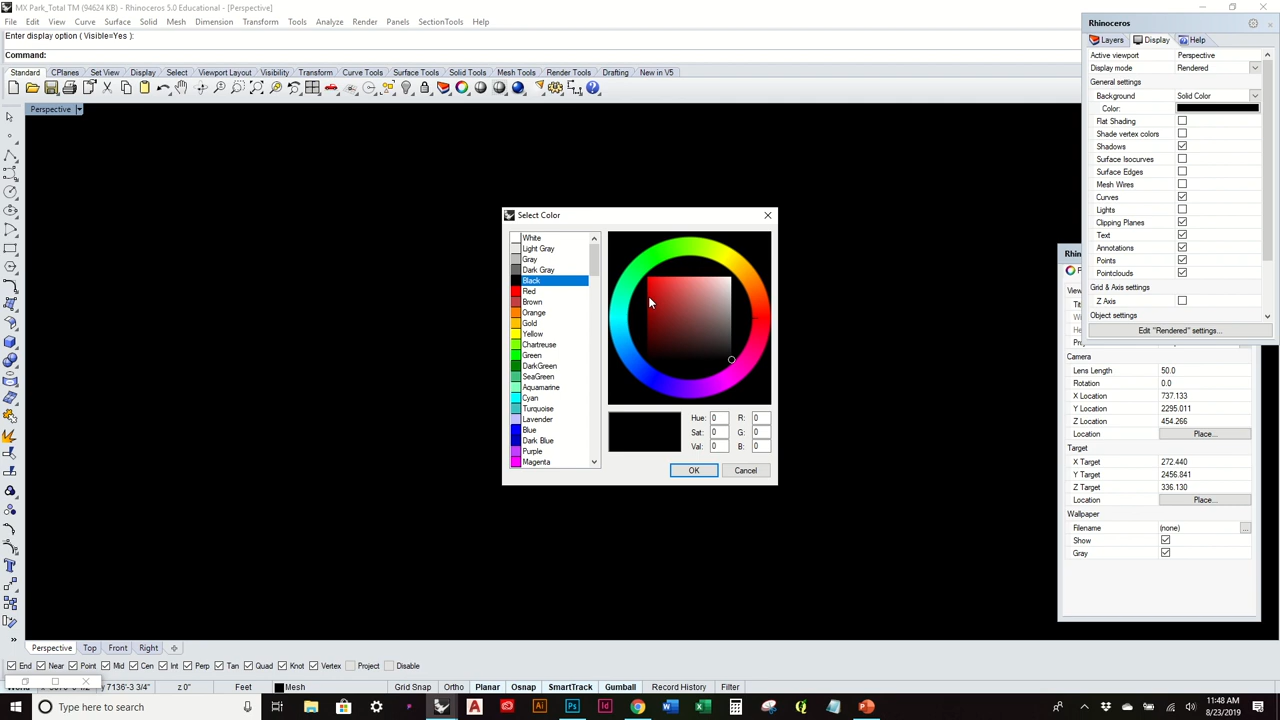 MX Park_Total TM (94624 KB) - Rhinoceros 5.0 Educational - [Perspective]
File Edit View Curve Surface Solid Mesh Dimension Transform Tools Analyze Render Panels SectionTools Help
Enter display option ( Visible=Yes ):
Command:
Standard CPlanes Set View Display Select Viewport Layout Visibility Transform Curve Tools Surface Tools Solid Tools Mesh Tools Render Tools Drafting New in V5
Perspective
Rhinoceros
Layers Display Help
Active viewport Perspective
Display mode Rendered
General settings
Background Solid Color
Color:
Flat Shading
Shade vertex colors
Shadows
Surface Isocurves
Surface Edges
Mesh Wires
Curves
Lights
Clipping Planes
Text
Annotations
Points
Pointclouds
Grid & Axis settings
Z Axis
Object settings
Edit "Rendered" settings...
Camera
Lens Length 50.0
Rotation 0.0
X Location 737.133
Y Location 2295.011
Z Location 454.266
Location Place...
Target
X Target 272.440
Y Target 2456.841
Z Target 336.130
Location Place...
Wallpaper
Filename (none) ...
Show
Gray
Select Color
White
Light Gray
Gray
Dark Gray
Black
Red
Brown
Orange
Gold
Yellow
Chartreuse
Green
DarkGreen
SeaGreen
Aquamarine
Cyan
Turquoise
Lavender
Blue
Dark Blue
Purple
Magenta
Hue: 0 R: 0
Sat: 0 G: 0
Val: 0 B: 0
OK Cancel
Perspective Top Front Right
End Near Point Mid Cen Int Perp Tan Quad Knot Vertex Project Disable
7136'-3 3/4" z 0" Feet Mesh Grid Snap Ortho Planar Osnap SmartTrack Gumball Record History Filter
Type here to search
11:48 AM
8/23/2019